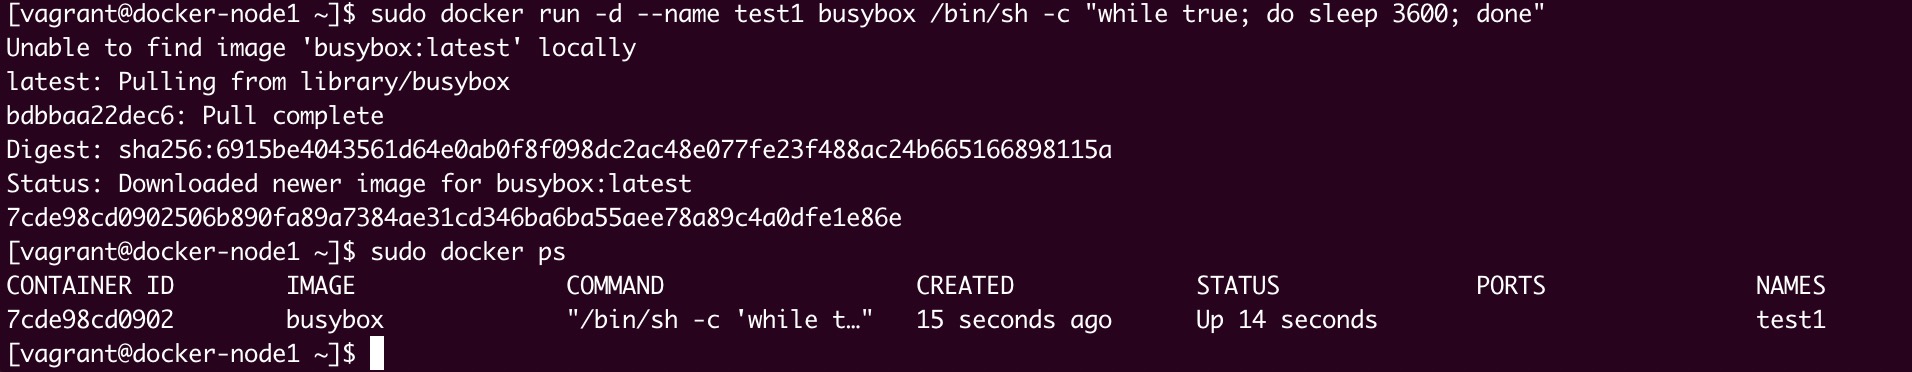 [vagrant@docker-node1 ~]$ sudo docker run -d --name test1 busybox /bin/sh -c "while true; do sleep 3600; done"
Unable to find image 'busybox:latest' locally
latest: Pulling from library/busybox
bdbbaa22dec6: Pull complete
Digest: sha256:6915be4043561d64e0ab0f8f098dc2ac48e077fe23f488ac24b665166898115a
Status: Downloaded newer image for busybox:latest
7cde98cd0902506b890fa89a7384ae31cd346ba6ba55aee78a89c4a0dfe1e86e
[vagrant@docker-node1 ~]$ sudo docker ps
CONTAINER ID        IMAGE               COMMAND                  CREATED             STATUS              PORTS               NAMES
7cde98cd0902        busybox             "/bin/sh -c 'while t…"   15 seconds ago      Up 14 seconds                           test1
[vagrant@docker-node1 ~]$